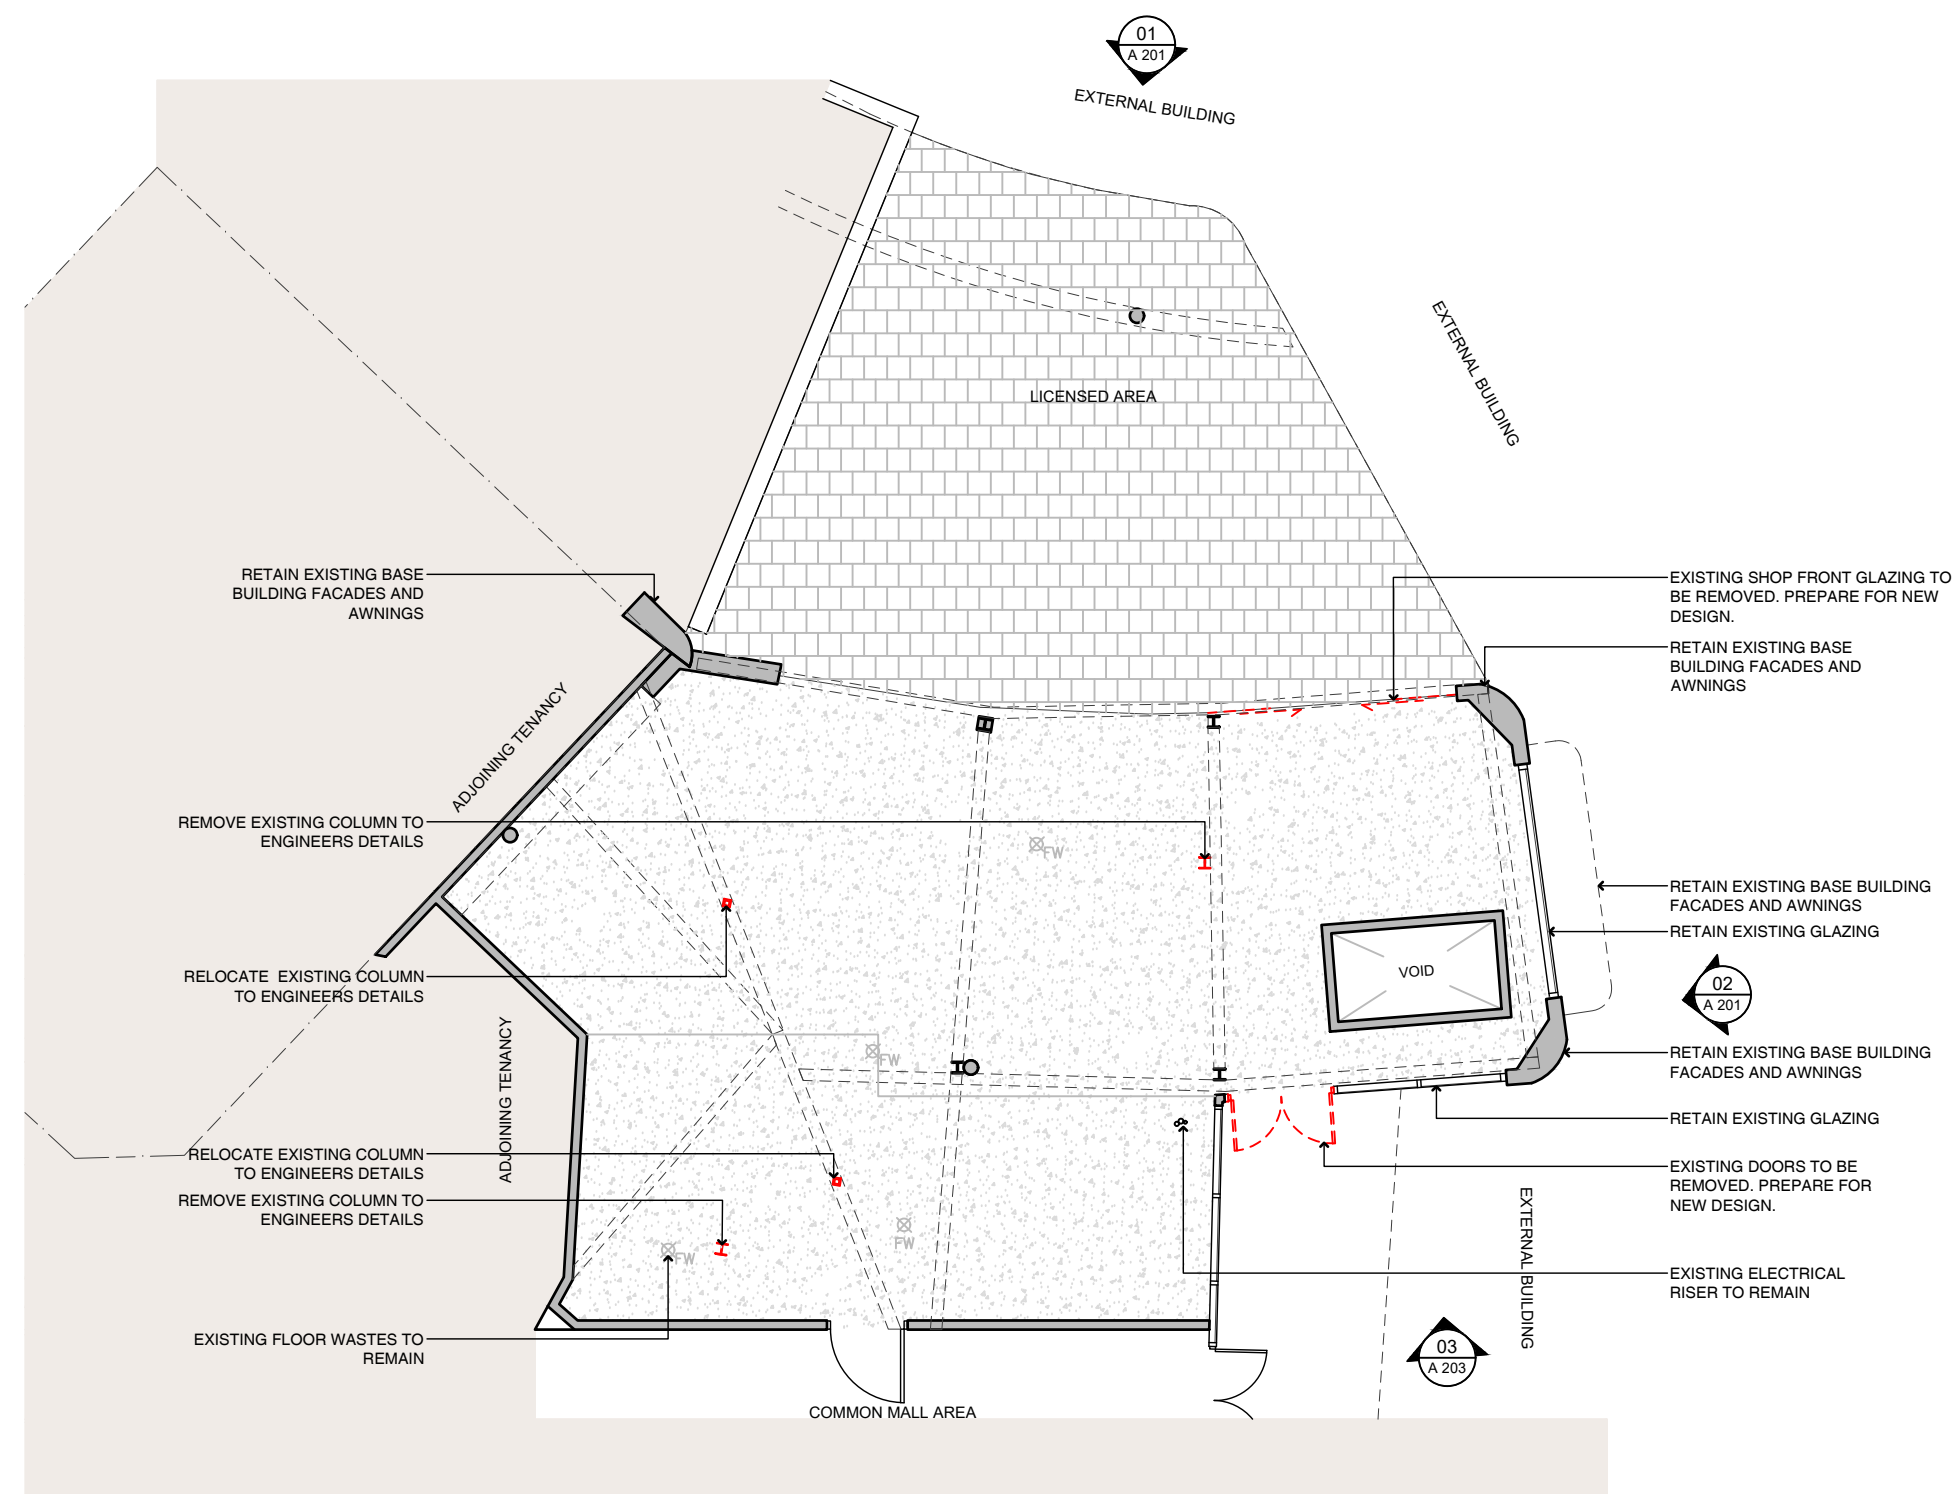 01
A 201
EXTERNAL BUILDING
EXTERNAL BUILDING
LICENSED AREA
RETAIN EXISTING BASE
BUILDING FACADES AND
AWNINGS
EXISTING SHOP FRONT GLAZING TO
BE REMOVED. PREPARE FOR NEW
DESIGN.
RETAIN EXISTING BASE
BUILDING FACADES AND
AWNINGS
ADJOINING TENANCY
REMOVE EXISTING COLUMN TO
ENGINEERS DETAILS
FW
RETAIN EXISTING BASE BUILDING
FACADES AND AWNINGS
RETAIN EXISTING GLAZING
RELOCATE  EXISTING COLUMN
TO ENGINEERS DETAILS
VOID
02
A 201
ADJOINING TENANCY
FW
RETAIN EXISTING BASE BUILDING
FACADES AND AWNINGS
RETAIN EXISTING GLAZING
RELOCATE EXISTING COLUMN
TO ENGINEERS DETAILS
REMOVE EXISTING COLUMN TO
ENGINEERS DETAILS
EXISTING DOORS TO BE
REMOVED. PREPARE FOR
NEW DESIGN.
FW
FW
EXTERNAL BUILDING
EXISTING ELECTRICAL
RISER TO REMAIN
EXISTING FLOOR WASTES TO
REMAIN
03
A 203
COMMON MALL AREA